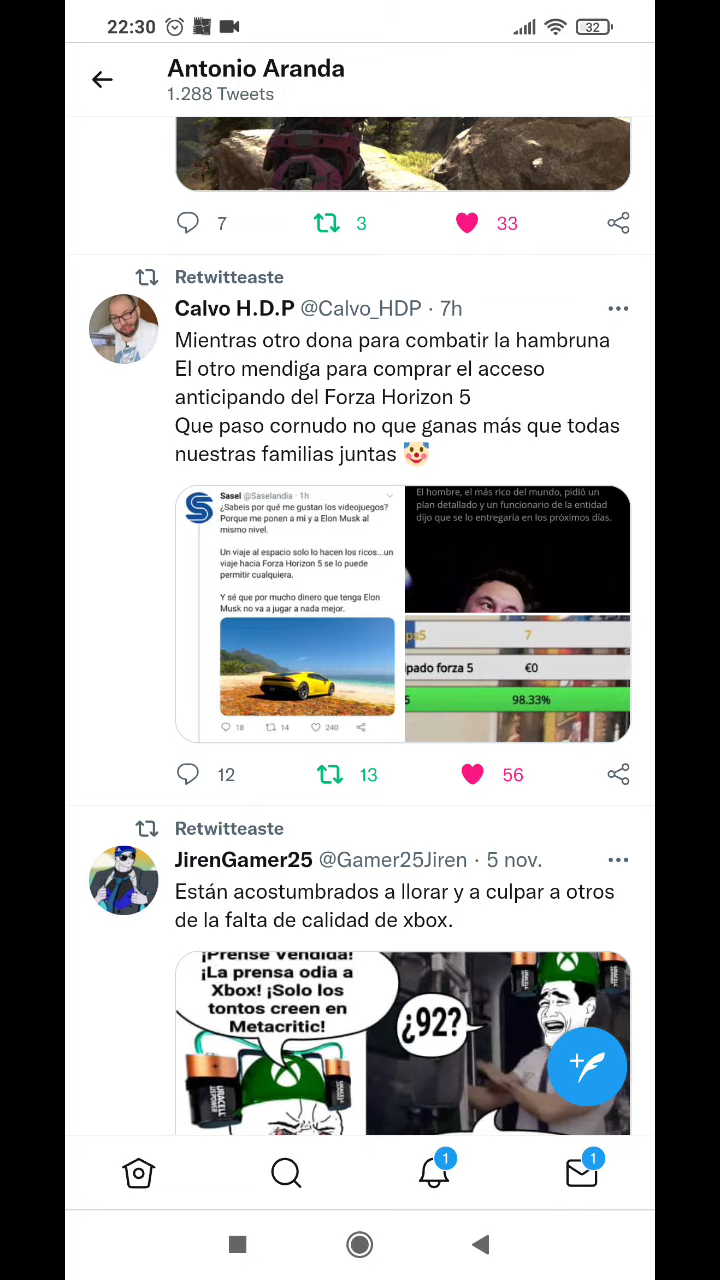 22:30
32
Antonio Aranda
1.288 Tweets
7
3
33
Retwitteaste
Calvo H.D.P @Calvo_HDP · 7h
Mientras otro dona para combatir la hambruna
El otro mendiga para comprar el acceso
anticipando del Forza Horizon 5
Que paso cornudo no que ganas más que todas
nuestras familias juntas 🤡
Sasel @Saselandia · 1h
¿Sabeis por qué me gustan los videojuegos?
Porque me ponen a mi y a Elon Musk al
mismo nivel.
Un viaje al espacio solo lo hacen los ricos...un
viaje hacia Forza Horizon 5 se lo puede
permitir cualquiera.
Y sé que por mucho dinero que tenga Elon
Musk no va a jugar a nada mejor.
18
14
240
El hombre, el más rico del mundo, pidió un
plan detallado y un funcionario de la entidad
dijo que se lo entregaría en los próximos días.
ps5
7
pado forza 5
€0
5
98.33%
12
13
56
Retwitteaste
JirenGamer25 @Gamer25Jiren · 5 nov.
Están acostumbrados a llorar y a culpar a otros
de la falta de calidad de xbox.
¡Prense Vendida!
¡La prensa odia a
Xbox! ¡Solo los
tontos creen en
Metacritic!
¿92?
1
1